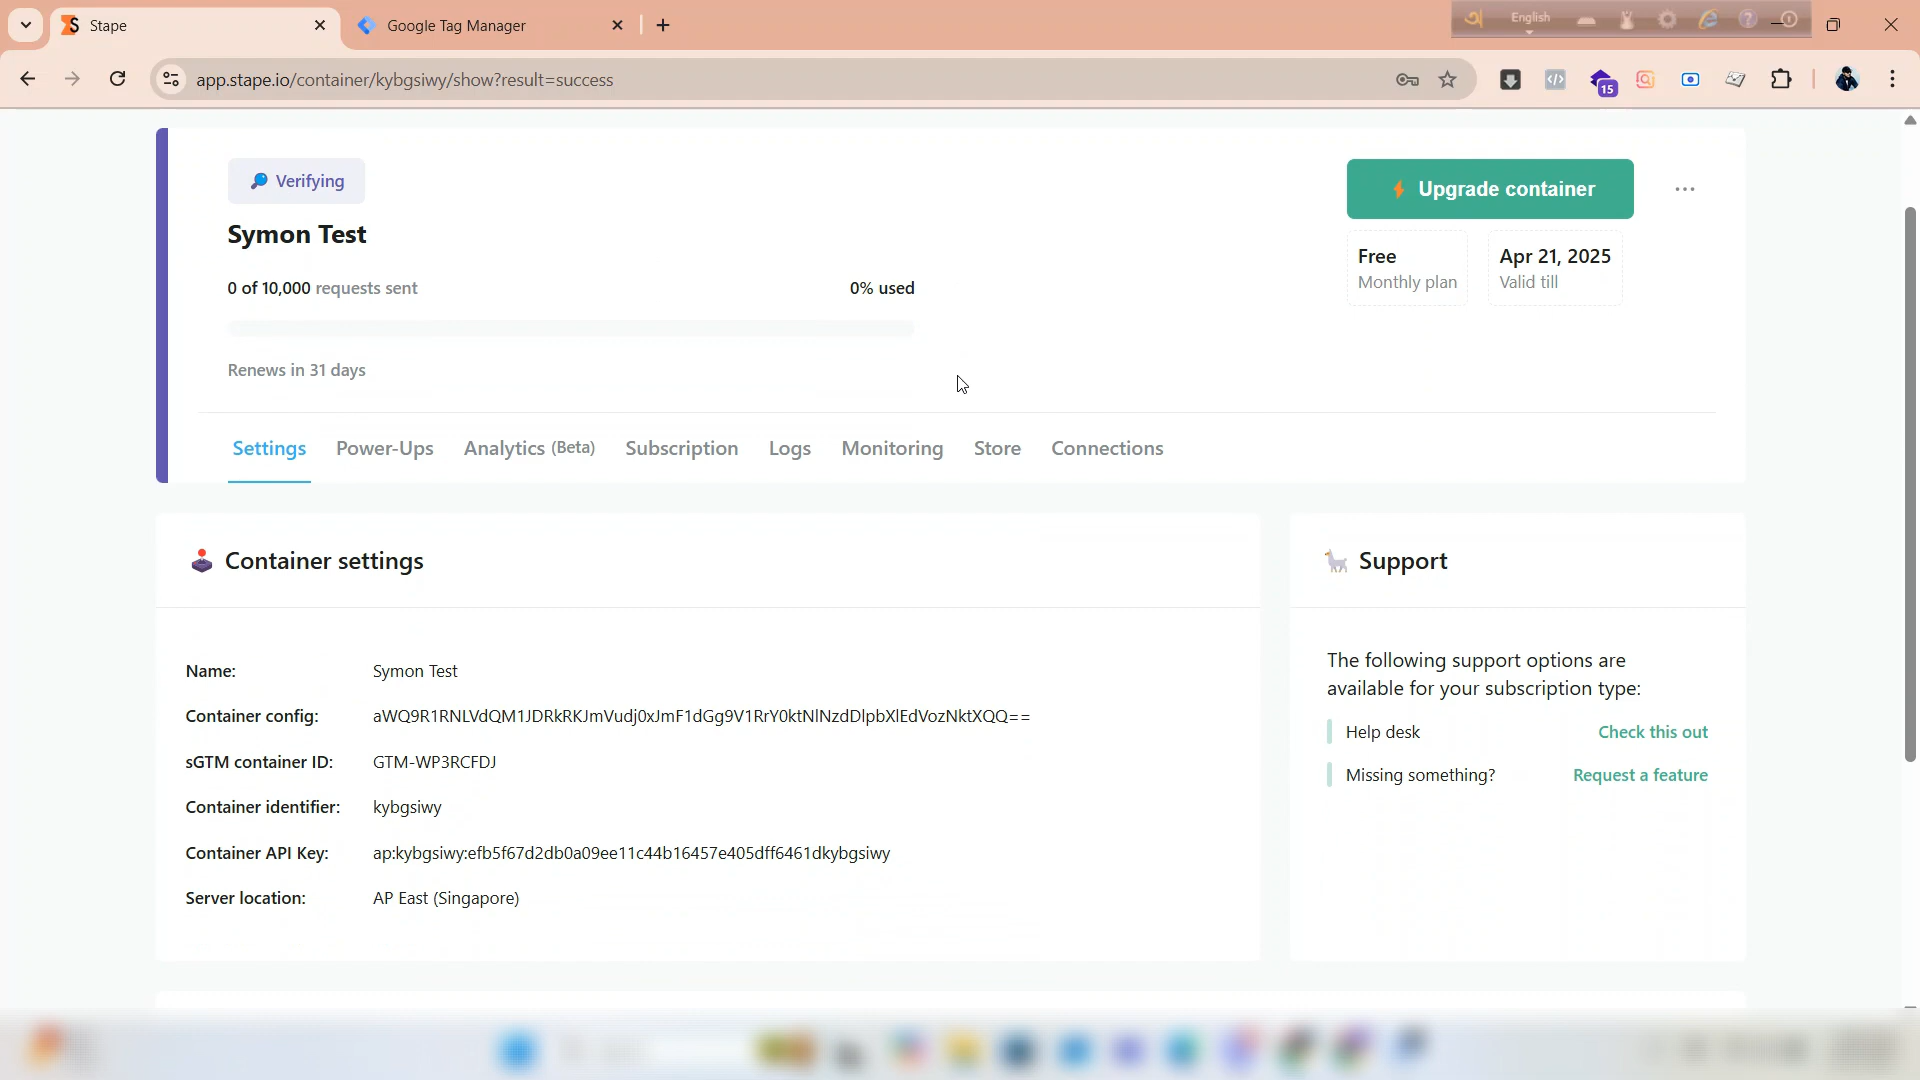 Stape
Google Tag Manager
English
app.stape.io/container/kybgsiwy/show?result=success
15
Verifying
Upgrade container
Symon Test
Free
Monthly plan
Apr 21, 2025
Valid till
0 of 10,000 requests sent
0% used
Renews in 31 days
Settings
Power-Ups
Analytics (Beta)
Subscription
Logs
Monitoring
Store
Connections
Container settings
Support
Name: Symon Test
Container config: aWQ9R1RNLVdQM1JDRkRKJmVudj0xJmF1dGg9V1RrY0ktNlNzdDlpbXlEdVozNktXQQ==
sGTM container ID: GTM-WP3RCFDJ
Container identifier: kybgsiwy
Container API Key: ap:kybgsiwy:efb5f67d2db0a09ee11c44b16457e405dff6461dkybgsiwy
Server location: AP East (Singapore)
The following support options are
available for your subscription type:
Help desk
Check this out
Missing something?
Request a feature